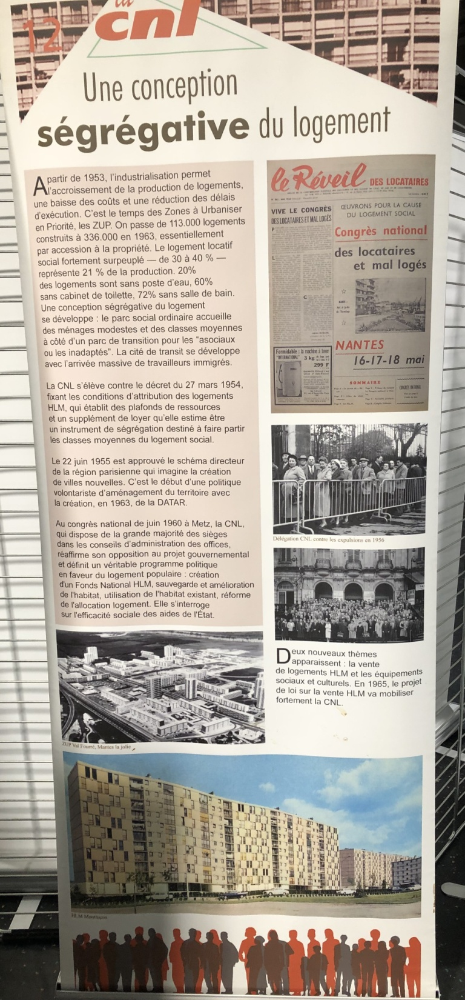 la
cnl
12
Une conception
ségrégative du logement
A partir de 1953, l'industrialisation permet
l'accroissement de la production de logements,
une baisse des coûts et une réduction des délais
d'exécution. C'est le temps des Zones à Urbaniser
en Priorité, les ZUP. On passe de 113.000 logements
construits à 336.000 en 1963, essentiellement
par accession à la propriété. Le logement locatif
social fortement surpeuplé — de 30 à 40 % —
représente 21 % de la production. 20%
des logements sont sans poste d'eau, 60%
sans cabinet de toilette, 72% sans salle de bain.
Une conception ségrégative du logement
se développe : le parc social ordinaire accueille
des ménages modestes et des classes moyennes
à côté d'un parc de transition pour les "asociaux
ou les inadaptés". La cité de transit se développe
avec l'arrivée massive de travailleurs immigrés.
La CNL s'élève contre le décret du 27 mars 1954,
fixant les conditions d'attribution des logements
HLM, qui établit des plafonds de ressources
et un supplément de loyer qu'elle estime être
un instrument de ségrégation destiné à faire partir
les classes moyennes du logement social.
Le 22 juin 1955 est approuvé le schéma directeur
de la région parisienne qui imagine la création
de villes nouvelles. C'est le début d'une politique
volontariste d'aménagement du territoire avec
la création, en 1963, de la DATAR.
Au congrès national de juin 1960 à Metz, la CNL,
qui dispose de la grande majorité des sièges
dans les conseils d'administration des offices,
réaffirme son opposition au projet gouvernemental
et définit un véritable programme politique
en faveur du logement populaire : création
d'un Fonds National HLM, sauvegarde et amélioration
de l'habitat, utilisation de l'habitat existant, réforme
de l'allocation logement. Elle s'interroge
sur l'efficacité sociale des aides de l'État.
ZUP Val Fourré, Mantes la jolie
le Réveil DES LOCATAIRES
VIVE LE CONGRÈS
DES LOCATAIRES ET MAL LOGÉS
ŒUVRONS POUR LA CAUSE
DU LOGEMENT SOCIAL
Congrès national
des locataires
et mal logés
NANTES
16-17-18 mai
Formidable : la machine à laver
"INTERNATIONAL"
3 kg
299 F
SOMMAIRE
CONGRÈS NATIONAL
Délégation CNL contre les expulsions en 1956
Deux nouveaux thèmes
apparaissent : la vente
de logements HLM et les équipements
sociaux et culturels. En 1965, le projet
de loi sur la vente HLM va mobiliser
fortement la CNL.
HLM Montluçon